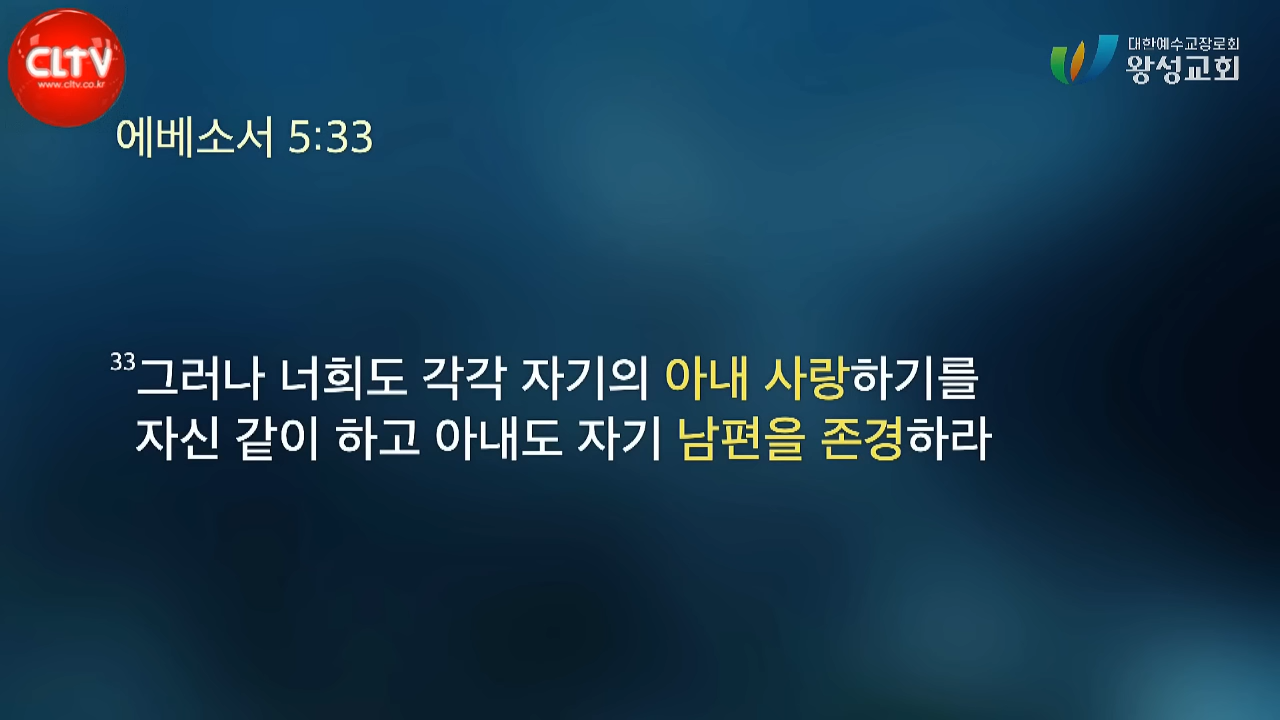 CLTV
www.cltv.co.kr
대한예수교장로회
왕성교회
에베소서 5:33
33그러나 너희도 각각 자기의 아내 사랑하기를
자신 같이 하고 아내도 자기 남편을 존경하라